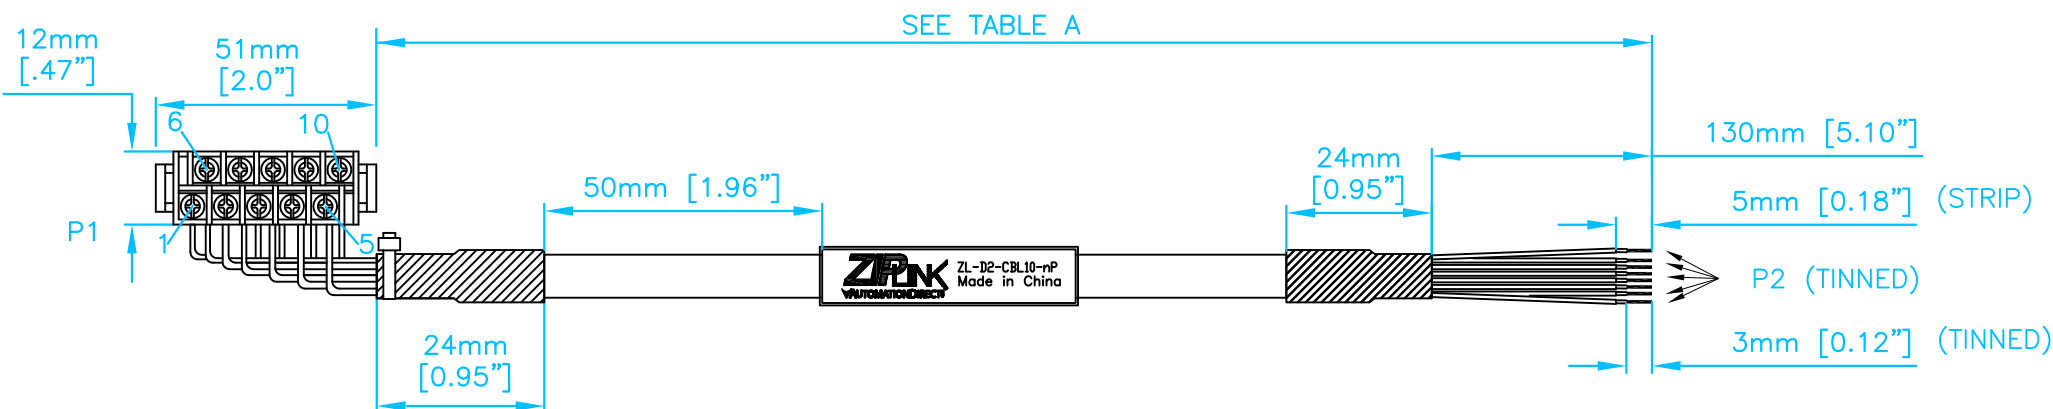 SEE TABLE A
12mm
[.47”]
51mm
[2.0”]
6
10
130mm [5.10”]
24mm
[0.95”]
50mm [1.96”]
5mm [0.18”] (STRIP)
P1
1
5
ZIPLINK
AUTOMATIONDIRECT
ZL-D2-CBL10-nP
Made in China
P2 (TINNED)
24mm
[0.95”]
3mm [0.12”] (TINNED)